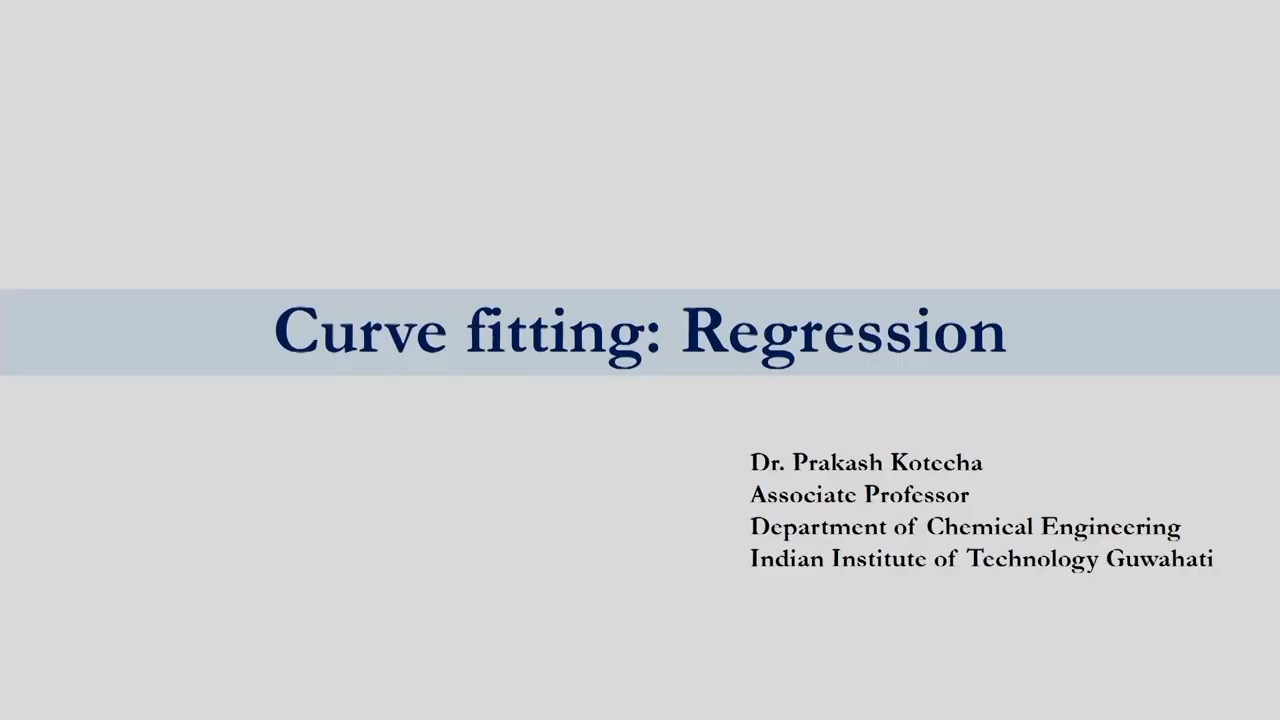 Curve fitting: Regression
Dr. Prakash Kotecha
Associate Professor
Department of Chemical Engineering
Indian Institute of Technology Guwahati